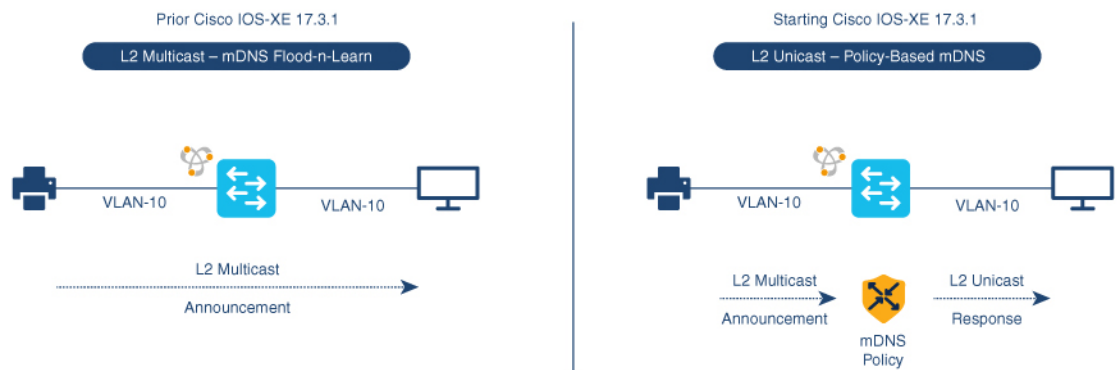 Prior Cisco IOS-XE 17.3.1
L2 Multicast – mDNS Flood-n-Learn
VLAN-10
VLAN-10
L2 Multicast
Announcement
Starting Cisco IOS-XE 17.3.1
L2 Unicast – Policy-Based mDNS
VLAN-10
VLAN-10
L2 Multicast
Announcement
mDNS
Policy
L2 Unicast
Response